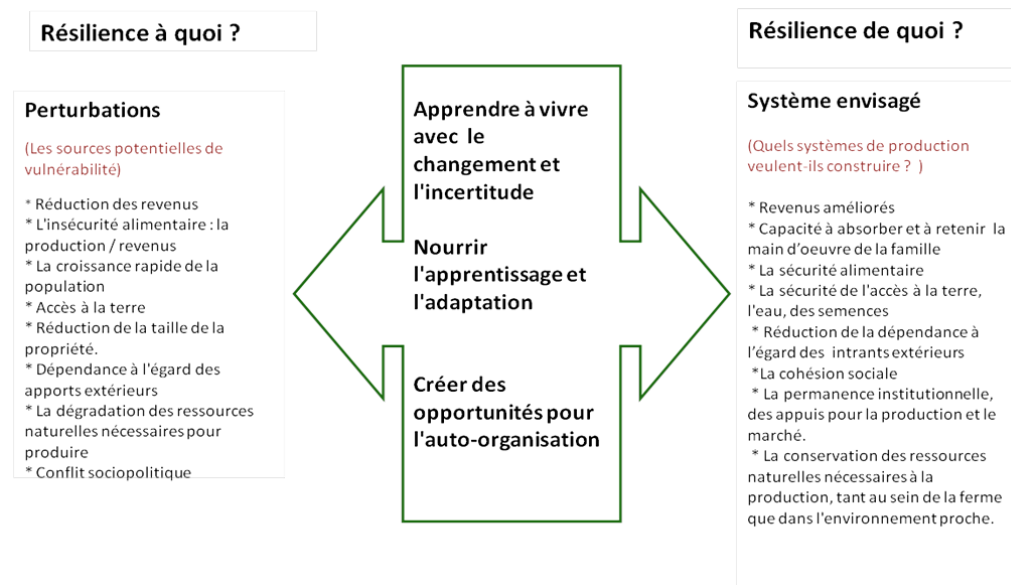 Résilience à quoi ?
Perturbations
(Les sources potentielles de
vulnérabilité)
* Réduction des revenus
* L'insécurité alimentaire : la
production / revenus
* La croissance rapide de la
population
* Accès à la terre
* Réduction de la taille de la
propriété.
* Dépendance à l'égard des
apports extérieurs
* La dégradation des ressources
naturelles nécessaires pour
produire
* Conflit sociopolitique
Apprendre à vivre
avec le
changement et
l'incertitude
Nourrir
l'apprentissage et
l'adaptation
Créer des
opportunités pour
l'auto-organisation
Résilience de quoi ?
Système envisagé
(Quels systèmes de production
veulent-ils construire ? )
* Revenus améliorés
* Capacité à absorber et à retenir la
main d'oeuvre de la famille
* La sécurité alimentaire
* La sécurité de l'accès à la terre,
l'eau, des semences
* Réduction de la dépendance à
l'égard des intrants extérieurs
*La cohésion sociale
* La permanence institutionnelle,
des appuis pour la production et le
marché.
* La conservation des ressources
naturelles nécessaires à la
production, tant au sein de la ferme
que dans l'environnement proche.